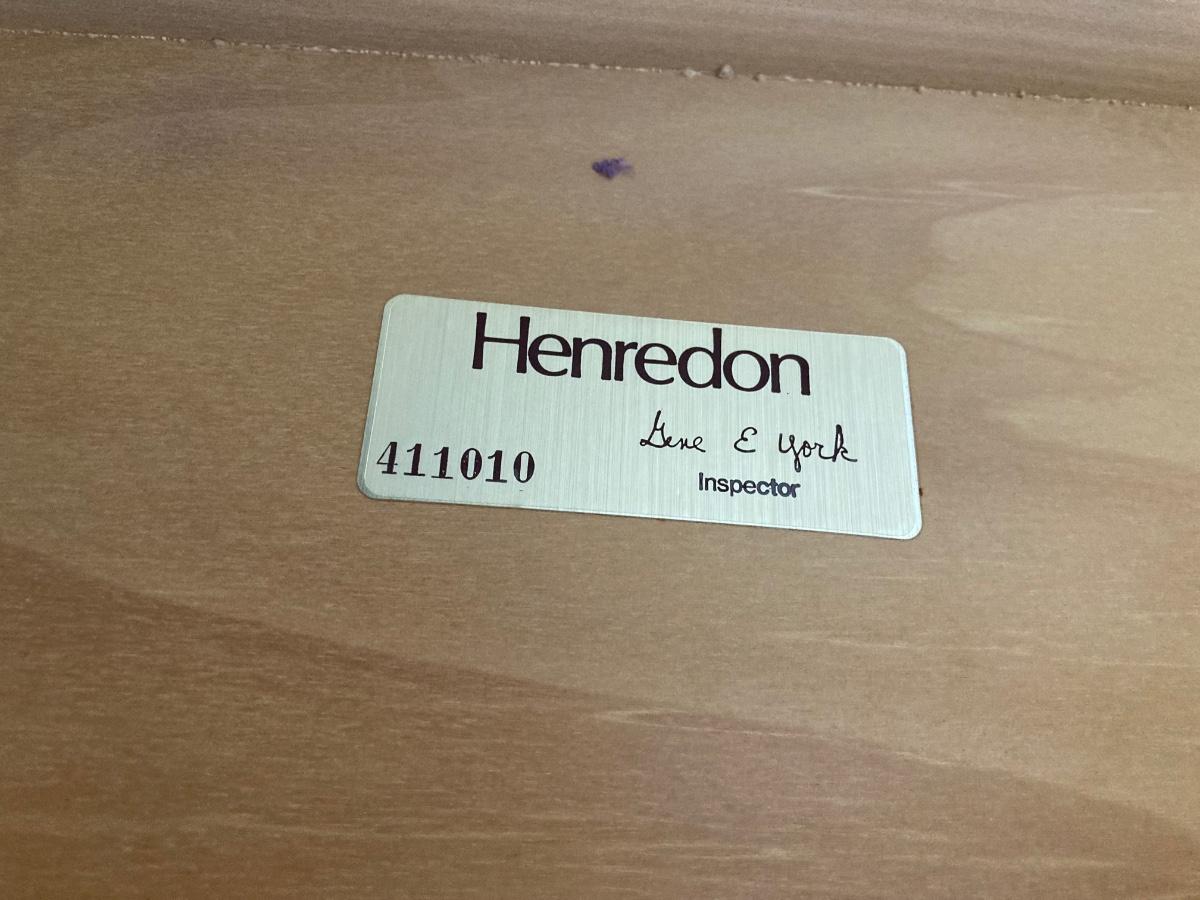 Henredon
Gene E York
411010
Inspector